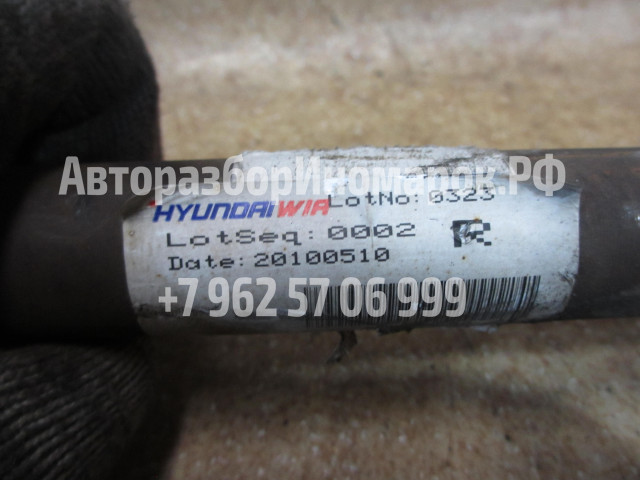 АвторазборИномарок.РФ
HYUNDAI WIA LotNo: 0323
LotSeq: 0002
Date: 20100510
+7 962 57 06 999